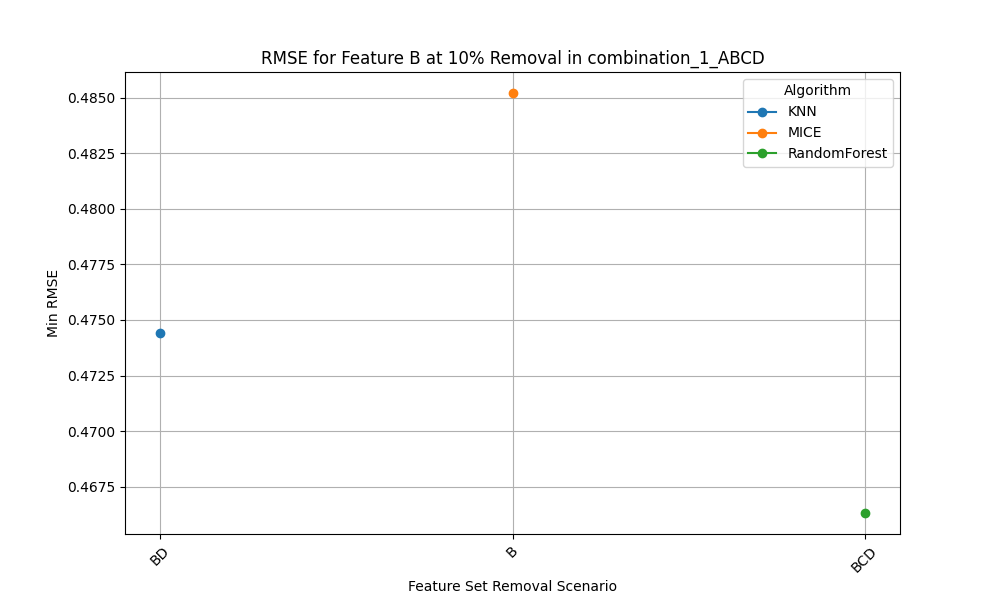 RMSE for Feature B at 10% Removal in combination_1_ABCD
Algorithm
KNN
MICE
RandomForest
0.4850
0.4825
0.4800
0.4775
0.4750
0.4725
0.4700
0.4675
Min RMSE
BD
B
BCD
Feature Set Removal Scenario